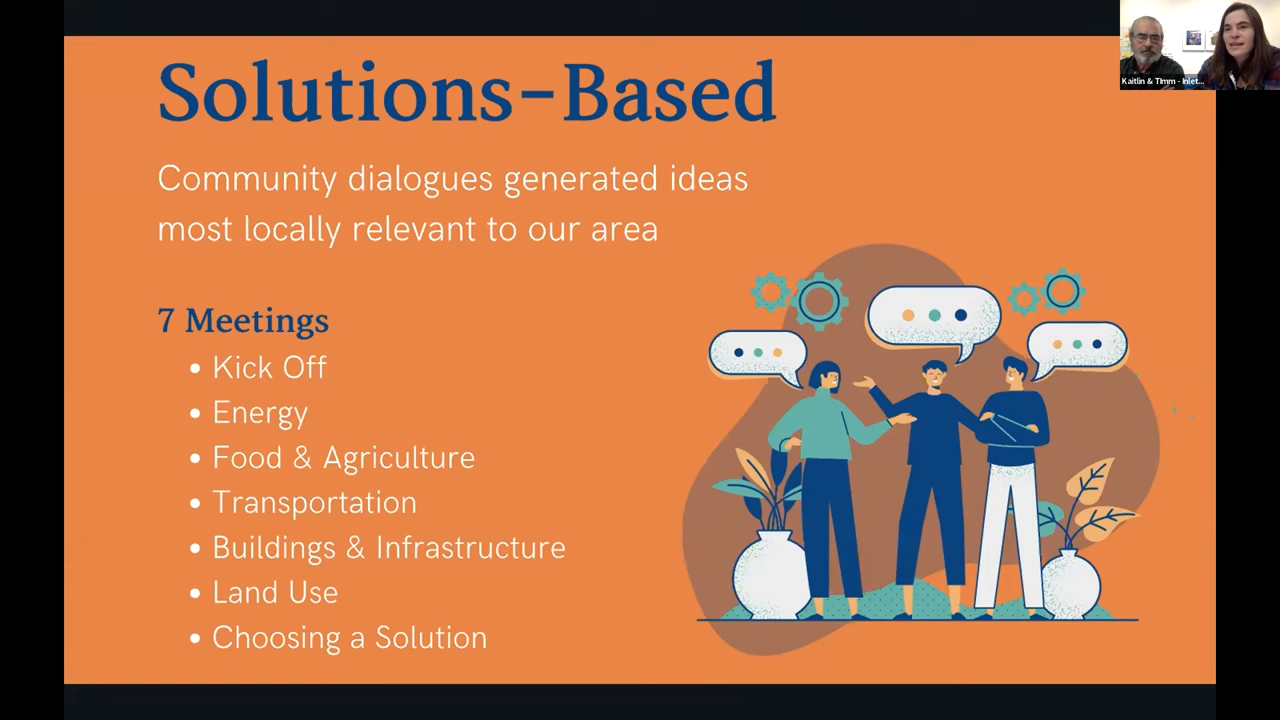 Solutions-Based
Community dialogues generated ideas
most locally relevant to our area
7 Meetings
• Kick Off
• Energy
• Food & Agriculture
• Transportation
• Buildings & Infrastructure
• Land Use
• Choosing a Solution
Kaitlin & Timm - Inlet...